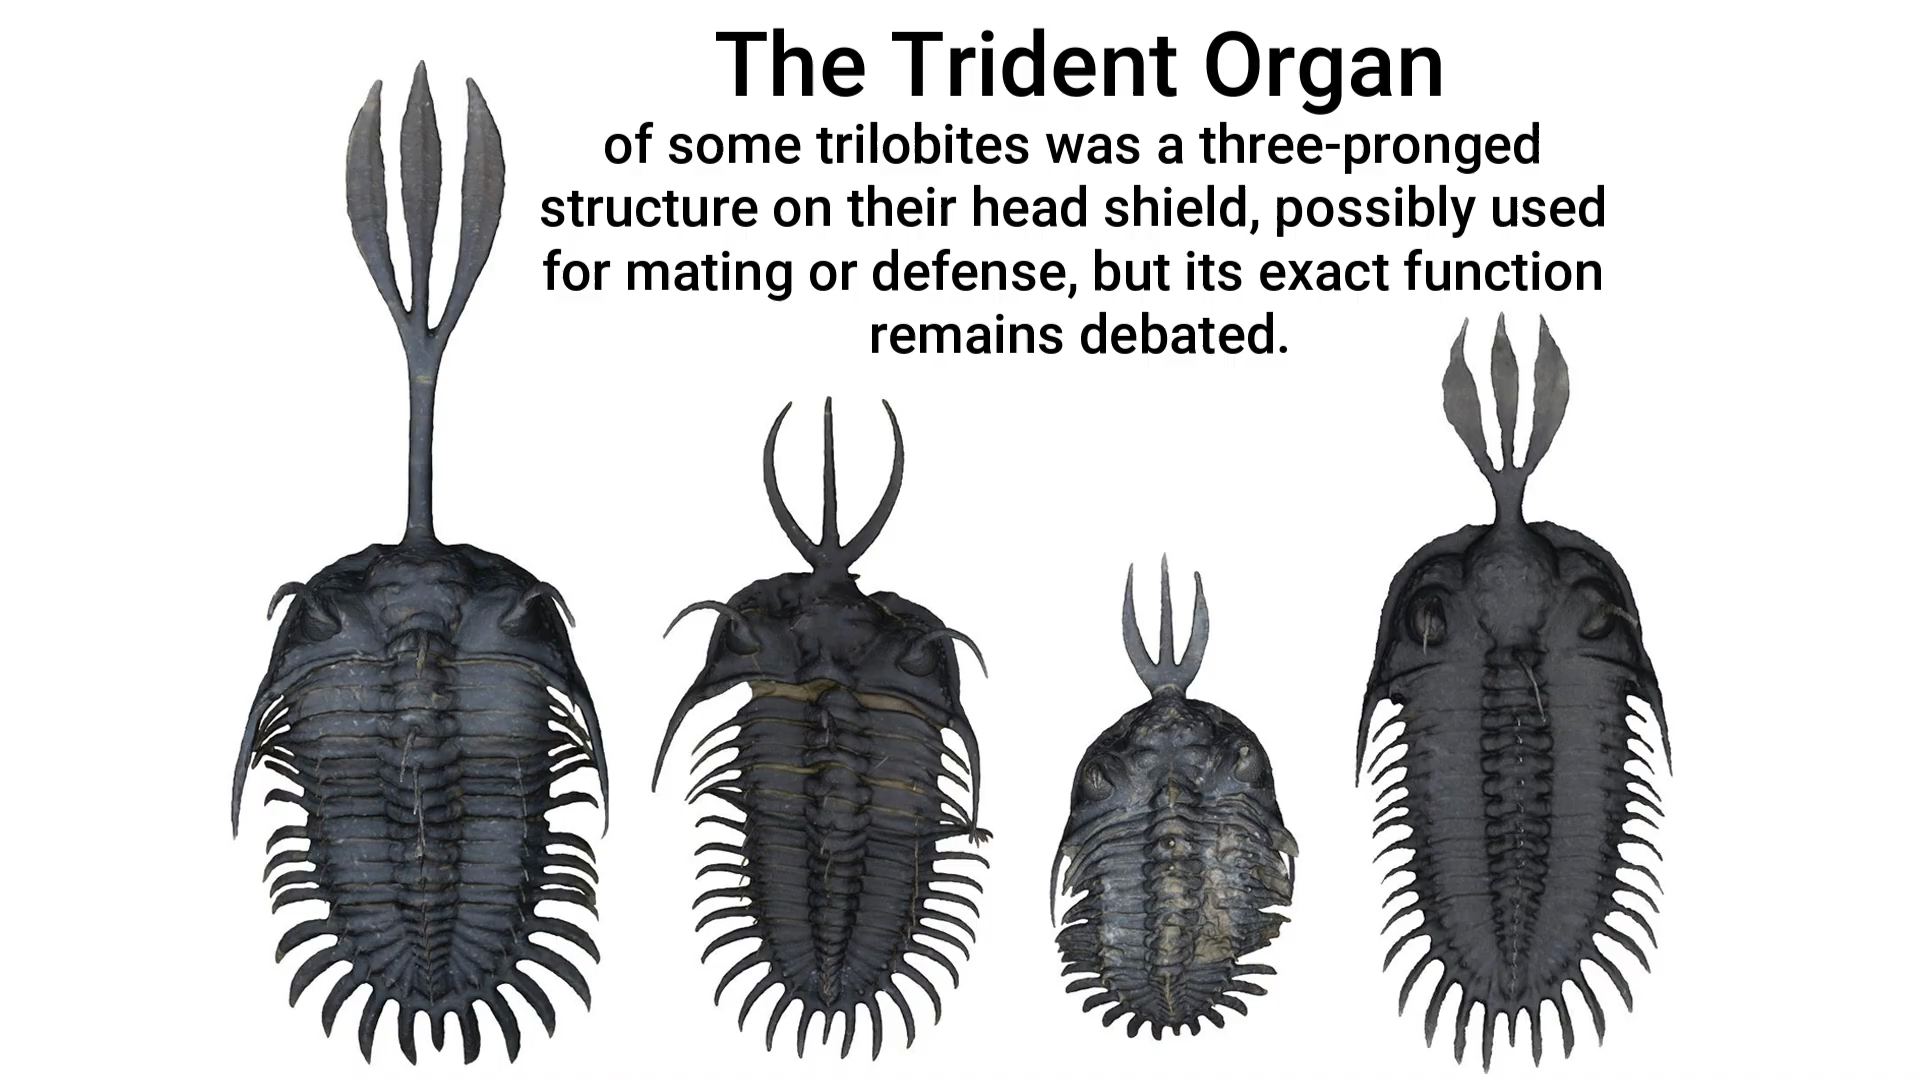 The Trident Organ
of some trilobites was a three-pronged
structure on their head shield, possibly used
for mating or defense, but its exact function
remains debated.